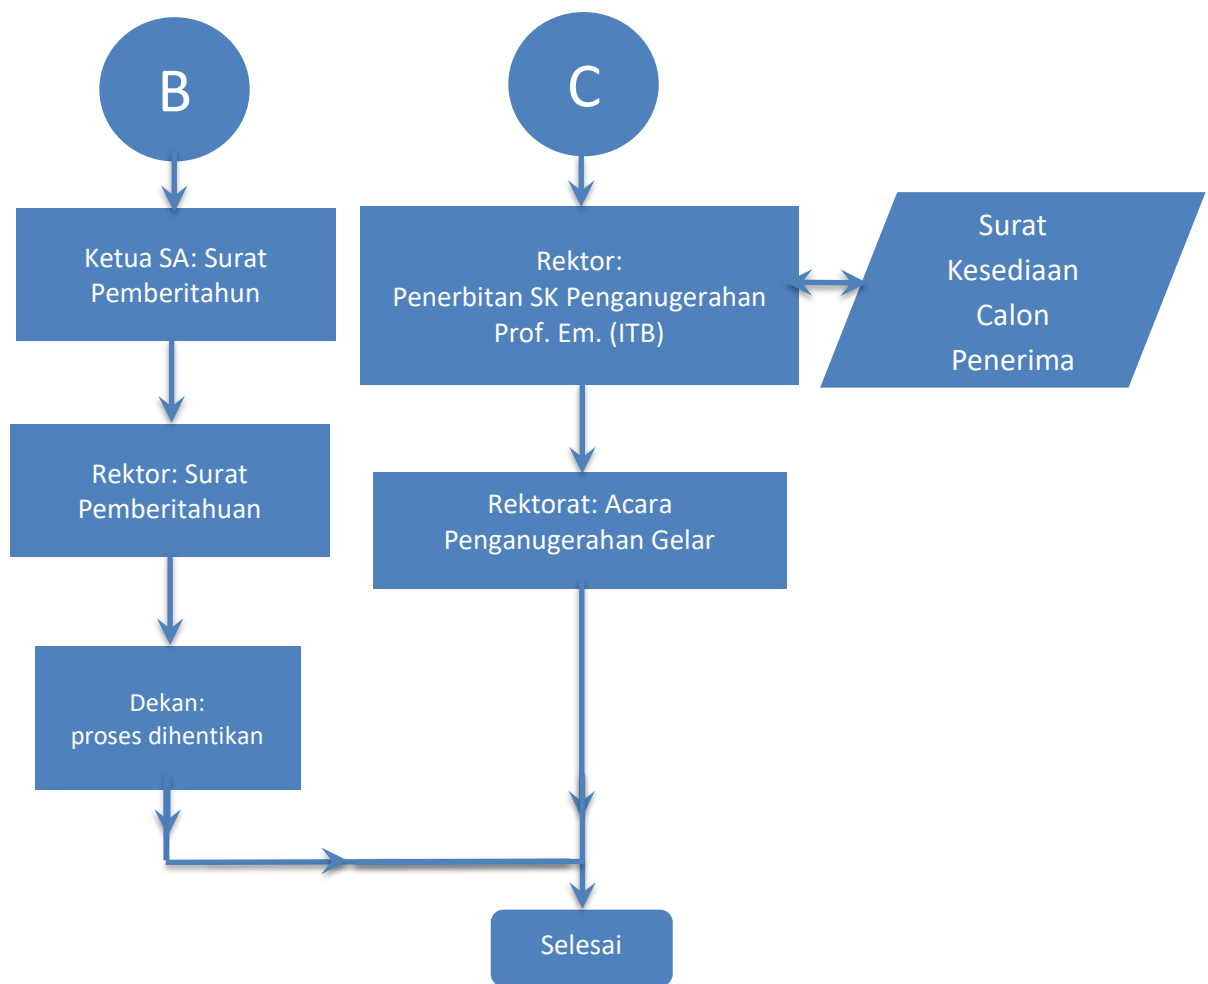 B
Ketua SA: Surat
Pemberitahun
Rektor: Surat
Pemberitahuan
Dekan:
proses dihentikan
C
Rektor:
Penerbitan SK Penganugerahan
Prof. Em. (ITB)
Surat
Kesediaan
Calon
Penerima
Rektorat: Acara
Penganugerahan Gelar
Selesai